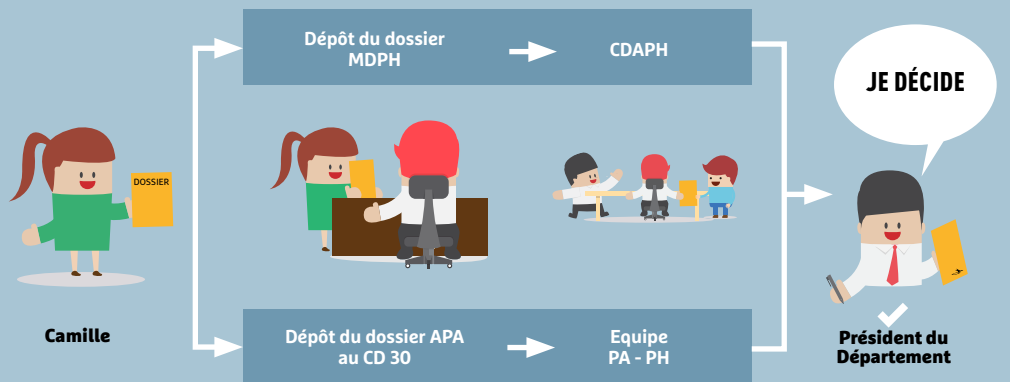 Dépôt du dossier
MDPH
CDAPH
JE DÉCIDE
DOSSIER
Camille
Dépôt du dossier APA
au CD 30
Equipe
PA - PH
Président du
Département